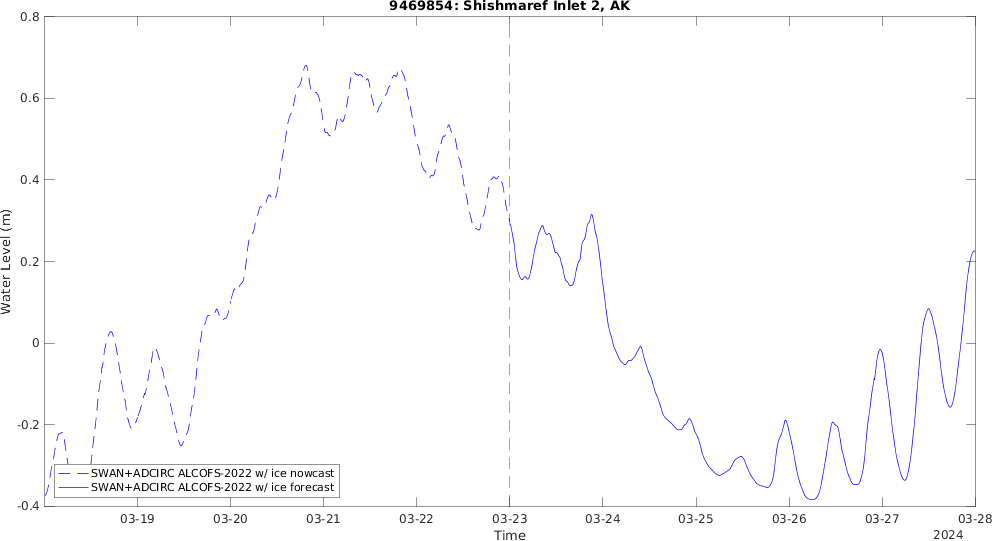 9469854: Shishmaref Inlet 2, AK
0.8
0.6
0.4
0.2
0
-0.2
-0.4
Water Level (m)
SWAN+ADCIRC ALCOFS-2022 w/ ice nowcast
SWAN+ADCIRC ALCOFS-2022 w/ ice forecast
03-19 03-20 03-21 03-22 03-23 03-24 03-25 03-26 03-27 03-28
Time
2024